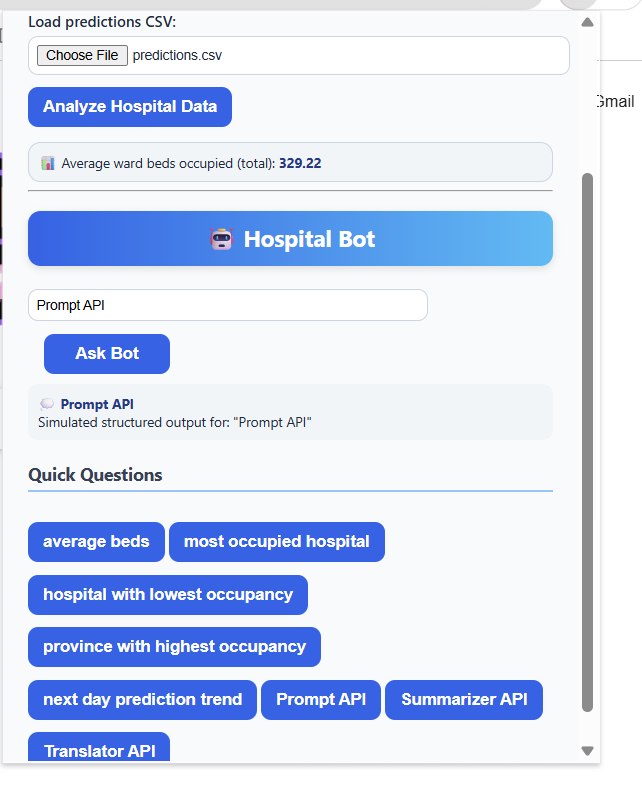 Load predictions CSV:
Choose File predictions.csv
Gmail
Analyze Hospital Data
Average ward beds occupied (total): 329.22
Hospital Bot
Prompt API
Ask Bot
Prompt API
Simulated structured output for: "Prompt API"
Quick Questions
average beds most occupied hospital
hospital with lowest occupancy
province with highest occupancy
next day prediction trend Prompt API Summarizer API
Translator API